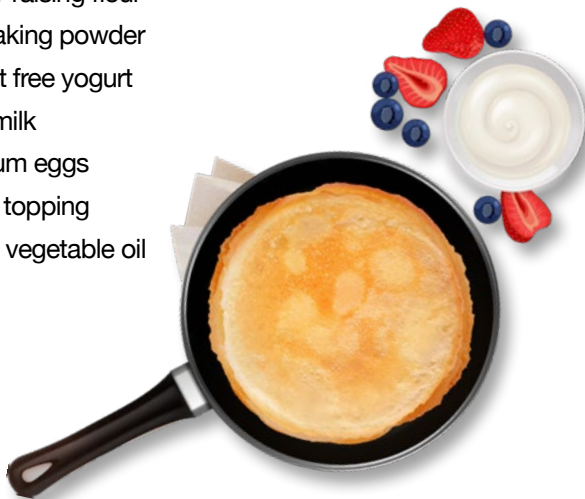 raising flour
aking powder
t free yogurt
milk
um eggs
topping
vegetable oil